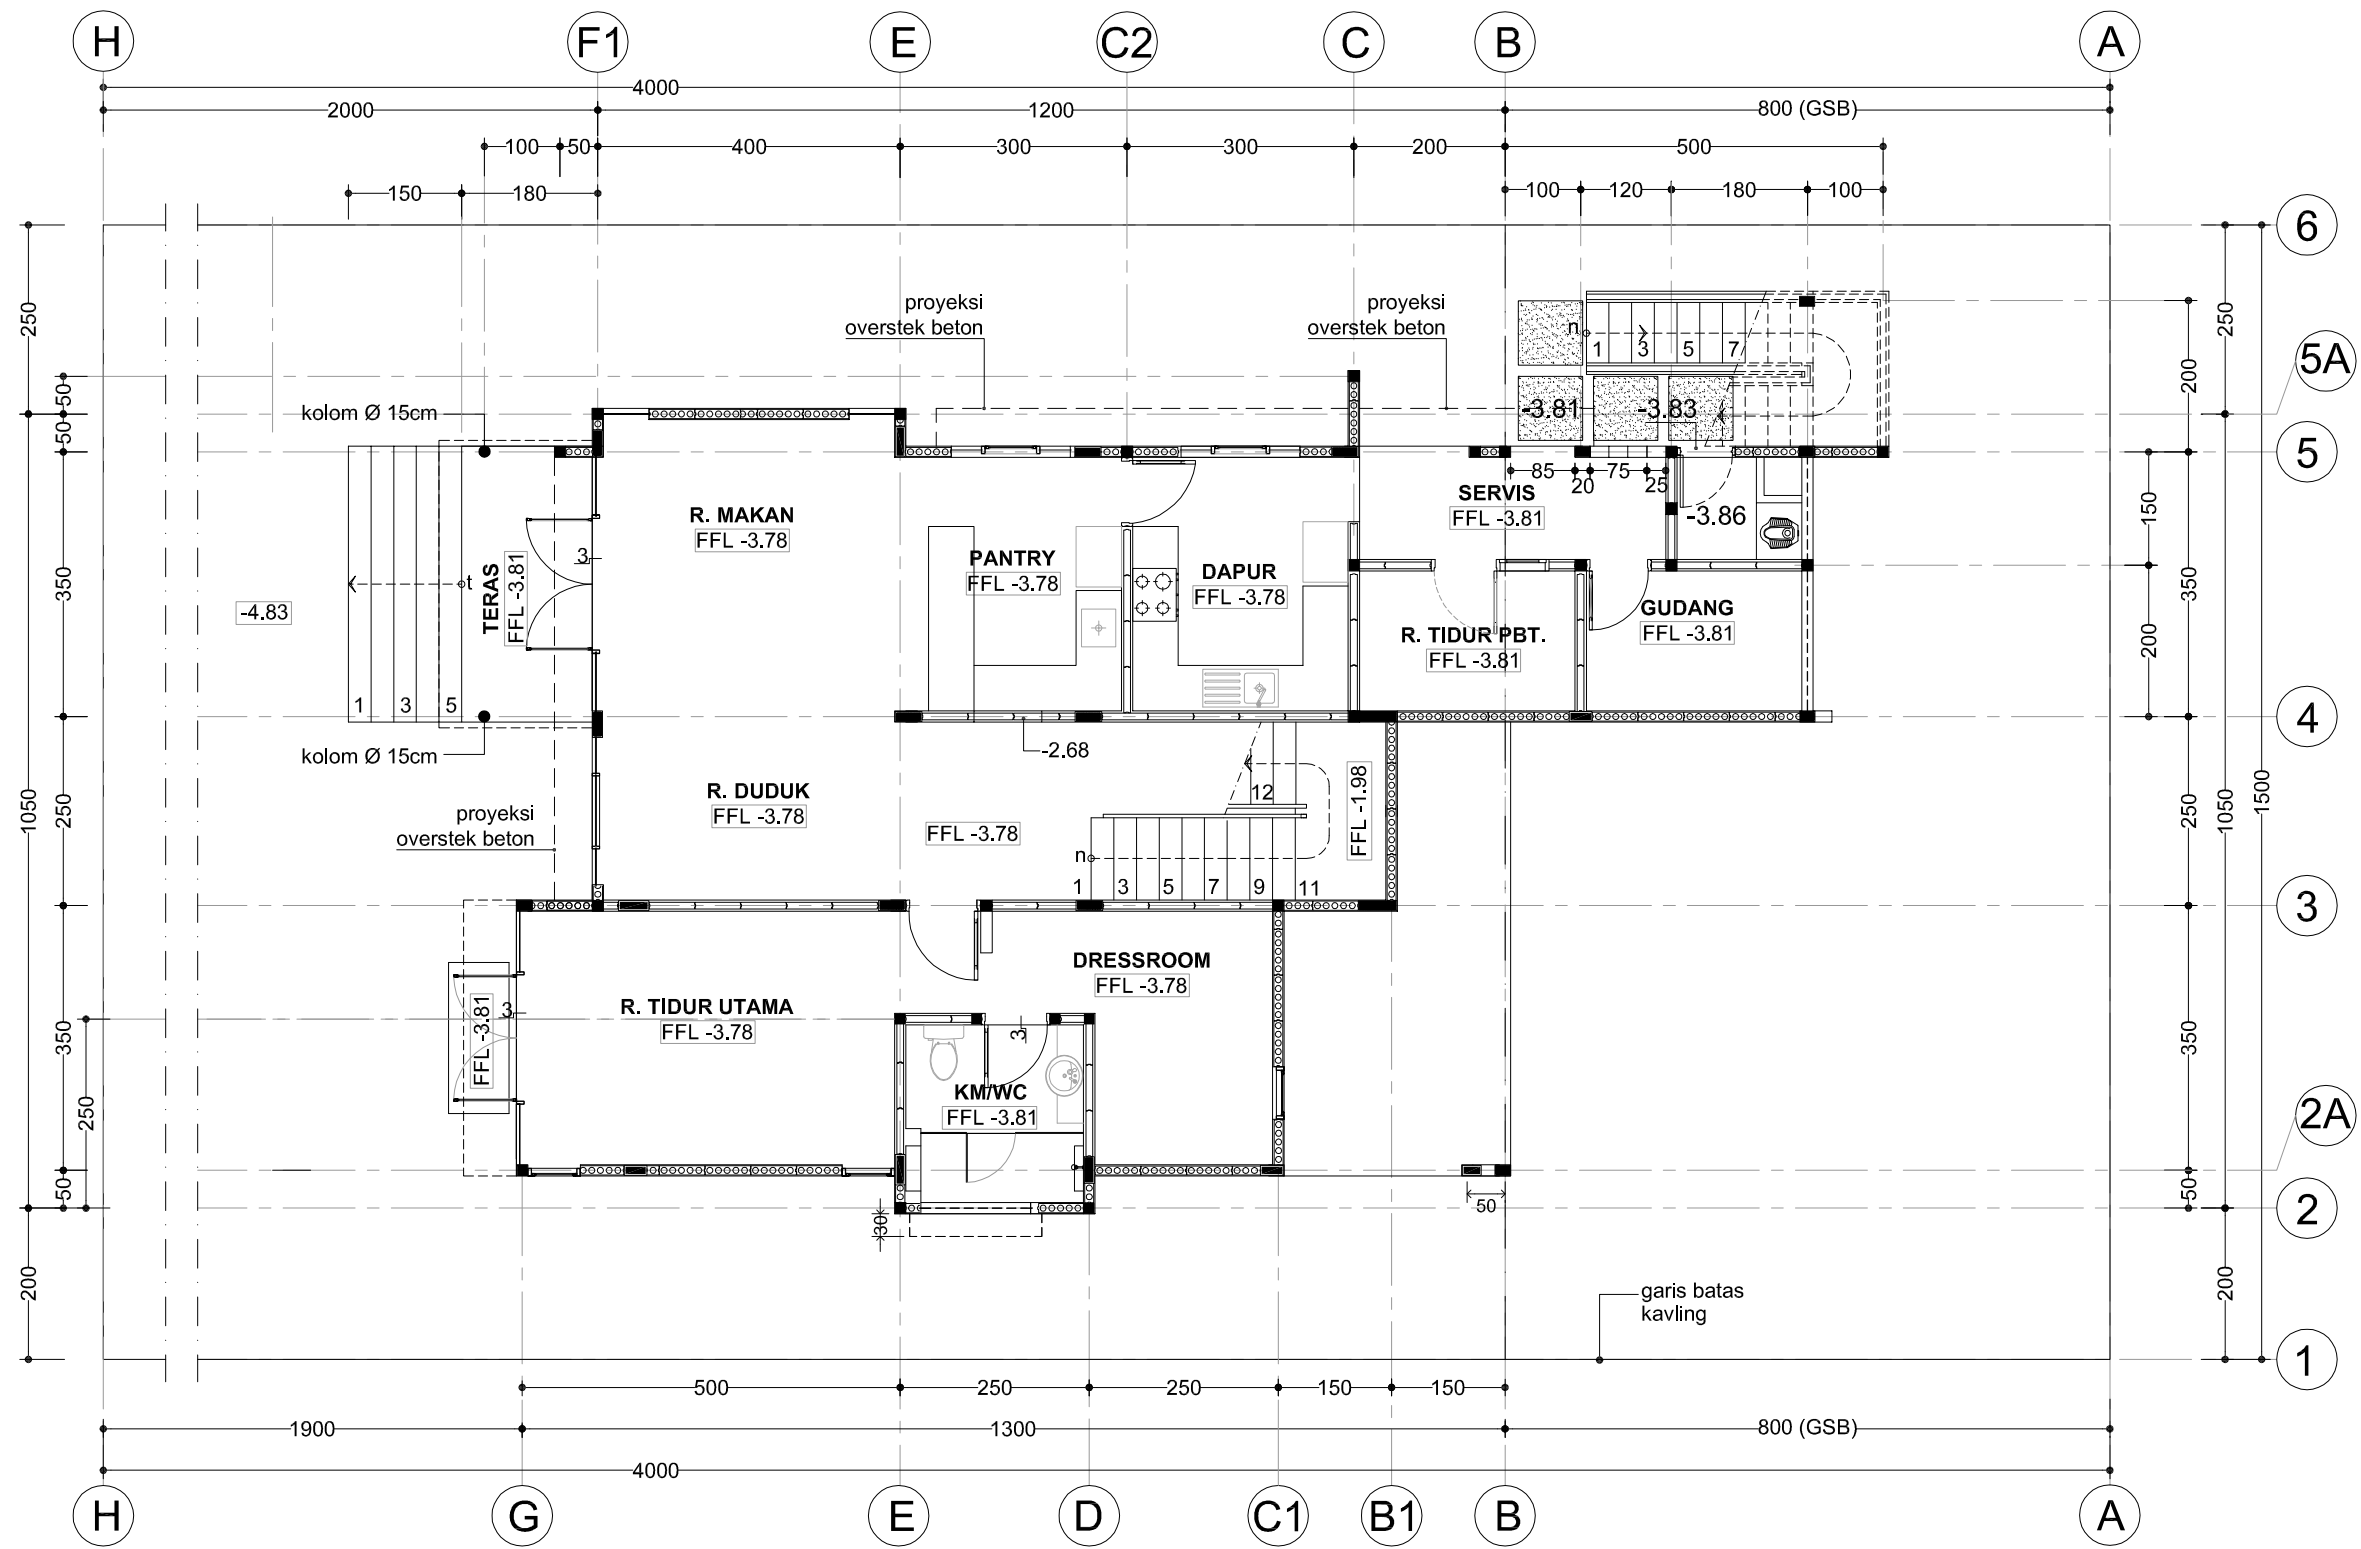 H F1 E C2 C B A
4000
2000 1200 800 (GSB)
100 50 400 300 300 200 500
150 180 100 120 180 100
6
250
250
proyeksi
overstek beton
proyeksi
overstek beton
n
1 3 5 7
200
5A
50
50
kolom Ø 15cm
-3.81 -3.83
5
85 20 75 25
R. MAKAN
FFL -3.78
SERVIS
FFL -3.81
-3.86
150
PANTRY
FFL -3.78
DAPUR
FFL -3.78
3
TERAS
FFL -3.81
t
350
350
-4.83
GUDANG
FFL -3.81
R. TIDUR PBT.
FFL -3.81
200
1 3 5
4
kolom Ø 15cm
-2.68
R. DUDUK
FFL -3.78
12
FFL -1.98
1050
250
250
1050
1500
proyeksi
overstek beton
FFL -3.78
n
1 3 5 7 9 11
3
DRESSROOM
FFL -3.78
R. TIDUR UTAMA
FFL -3.78
3
FFL -3.81
3
350
250
350
KM/WC
FFL -3.81
2A
50
50
50
2
30
200
200
garis batas
kavling
1
500 250 250 150 150
1900 1300 800 (GSB)
4000
H G E D C1 B1 B A